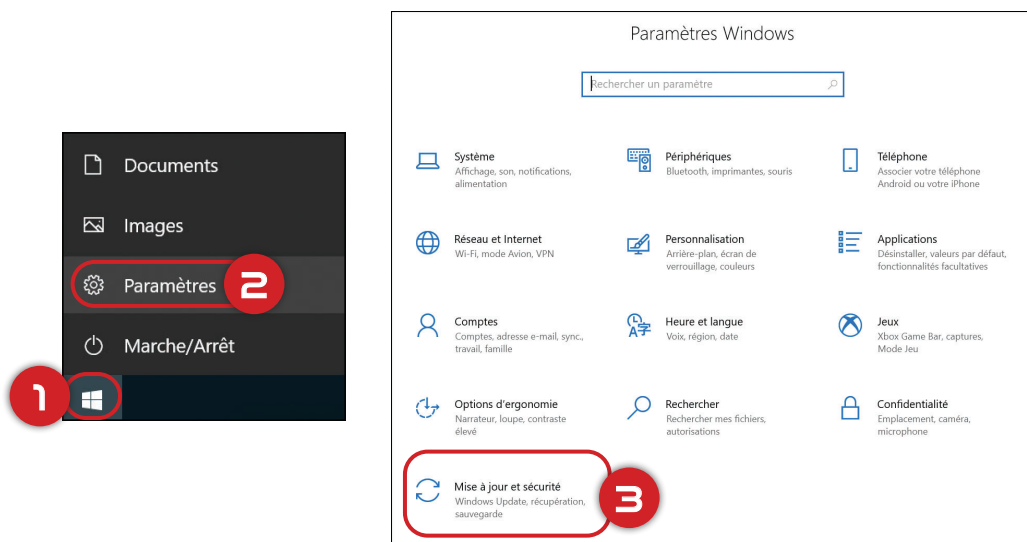 Documents
Images
Paramètres
2
Marche/Arrêt
1
Paramètres Windows
Rechercher un paramètre
Système
Affichage, son, notifications,
alimentation
Périphériques
Bluetooth, imprimantes, souris
Téléphone
Associer votre téléphone
Android ou votre iPhone
Réseau et Internet
Wi-Fi, mode Avion, VPN
Personnalisation
Arrière-plan, écran de
verrouillage, couleurs
Applications
Désinstaller, valeurs par défaut,
fonctionnalités facultatives
Comptes
Comptes, adresse e-mail, sync.,
travail, famille
Heure et langue
Voix, région, date
Jeux
Xbox Game Bar, captures,
Mode Jeu
Options d'ergonomie
Narrateur, loupe, contraste
élevé
Rechercher
Rechercher mes fichiers,
autorisations
Confidentialité
Emplacement, caméra,
microphone
Mise à jour et sécurité
Windows Update, récupération,
sauvegarde
3